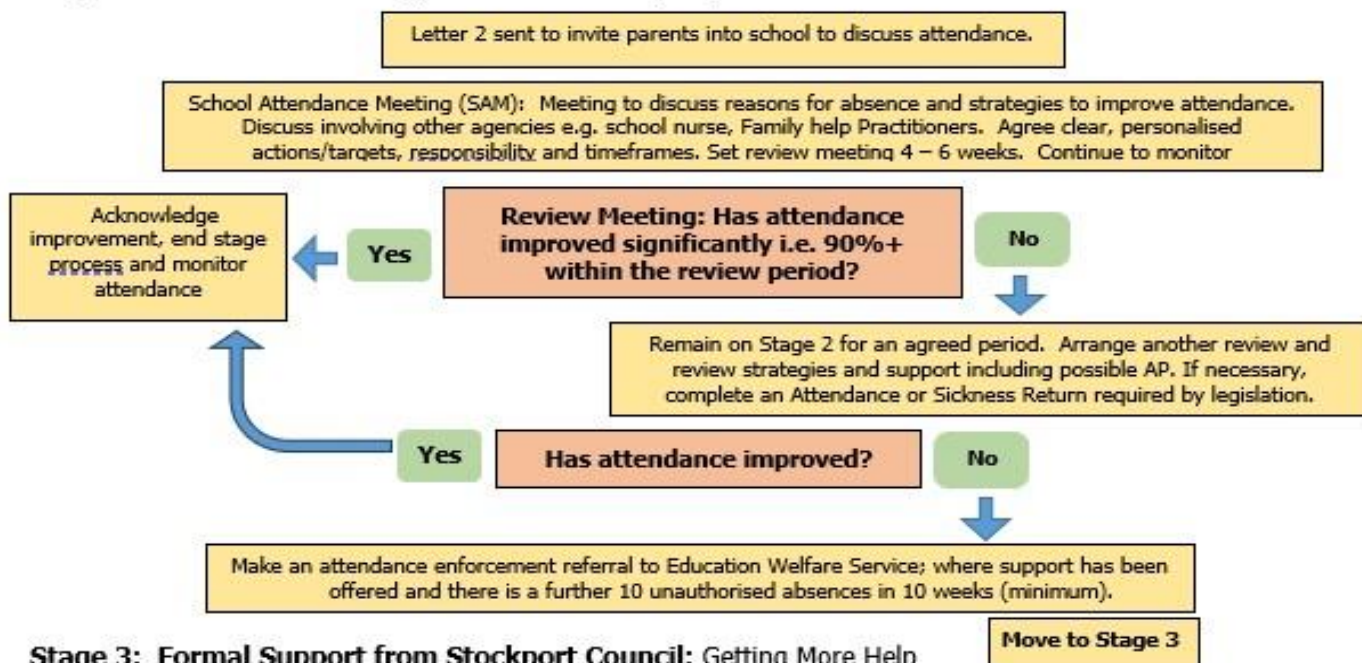 Letter 2 sent to invite parents into school to discuss attendance.
School Attendance Meeting (SAM): Meeting to discuss reasons for absence and strategies to improve attendance.
Discuss involving other agencies e.g. school nurse, Family help Practitioners. Agree clear, personalised
actions/targets, responsibility and timeframes. Set review meeting 4 – 6 weeks. Continue to monitor
Acknowledge
improvement, end stage
process and monitor
attendance
Yes
Review Meeting: Has attendance
improved significantly i.e. 90%+
within the review period?
No
Remain on Stage 2 for an agreed period. Arrange another review and
review strategies and support including possible AP. If necessary,
complete an Attendance or Sickness Return required by legislation.
Yes
Has attendance improved?
No
Make an attendance enforcement referral to Education Welfare Service; where support has been
offered and there is a further 10 unauthorised absences in 10 weeks (minimum).
Move to Stage 3
Stage 3: Formal Support from Stockport Council: Getting More Help